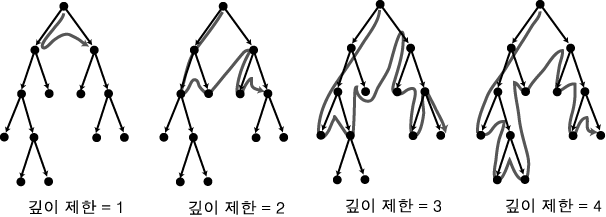 깊이 제한 = 1
깊이 제한 = 2
깊이 제한 = 3
깊이 제한 = 4